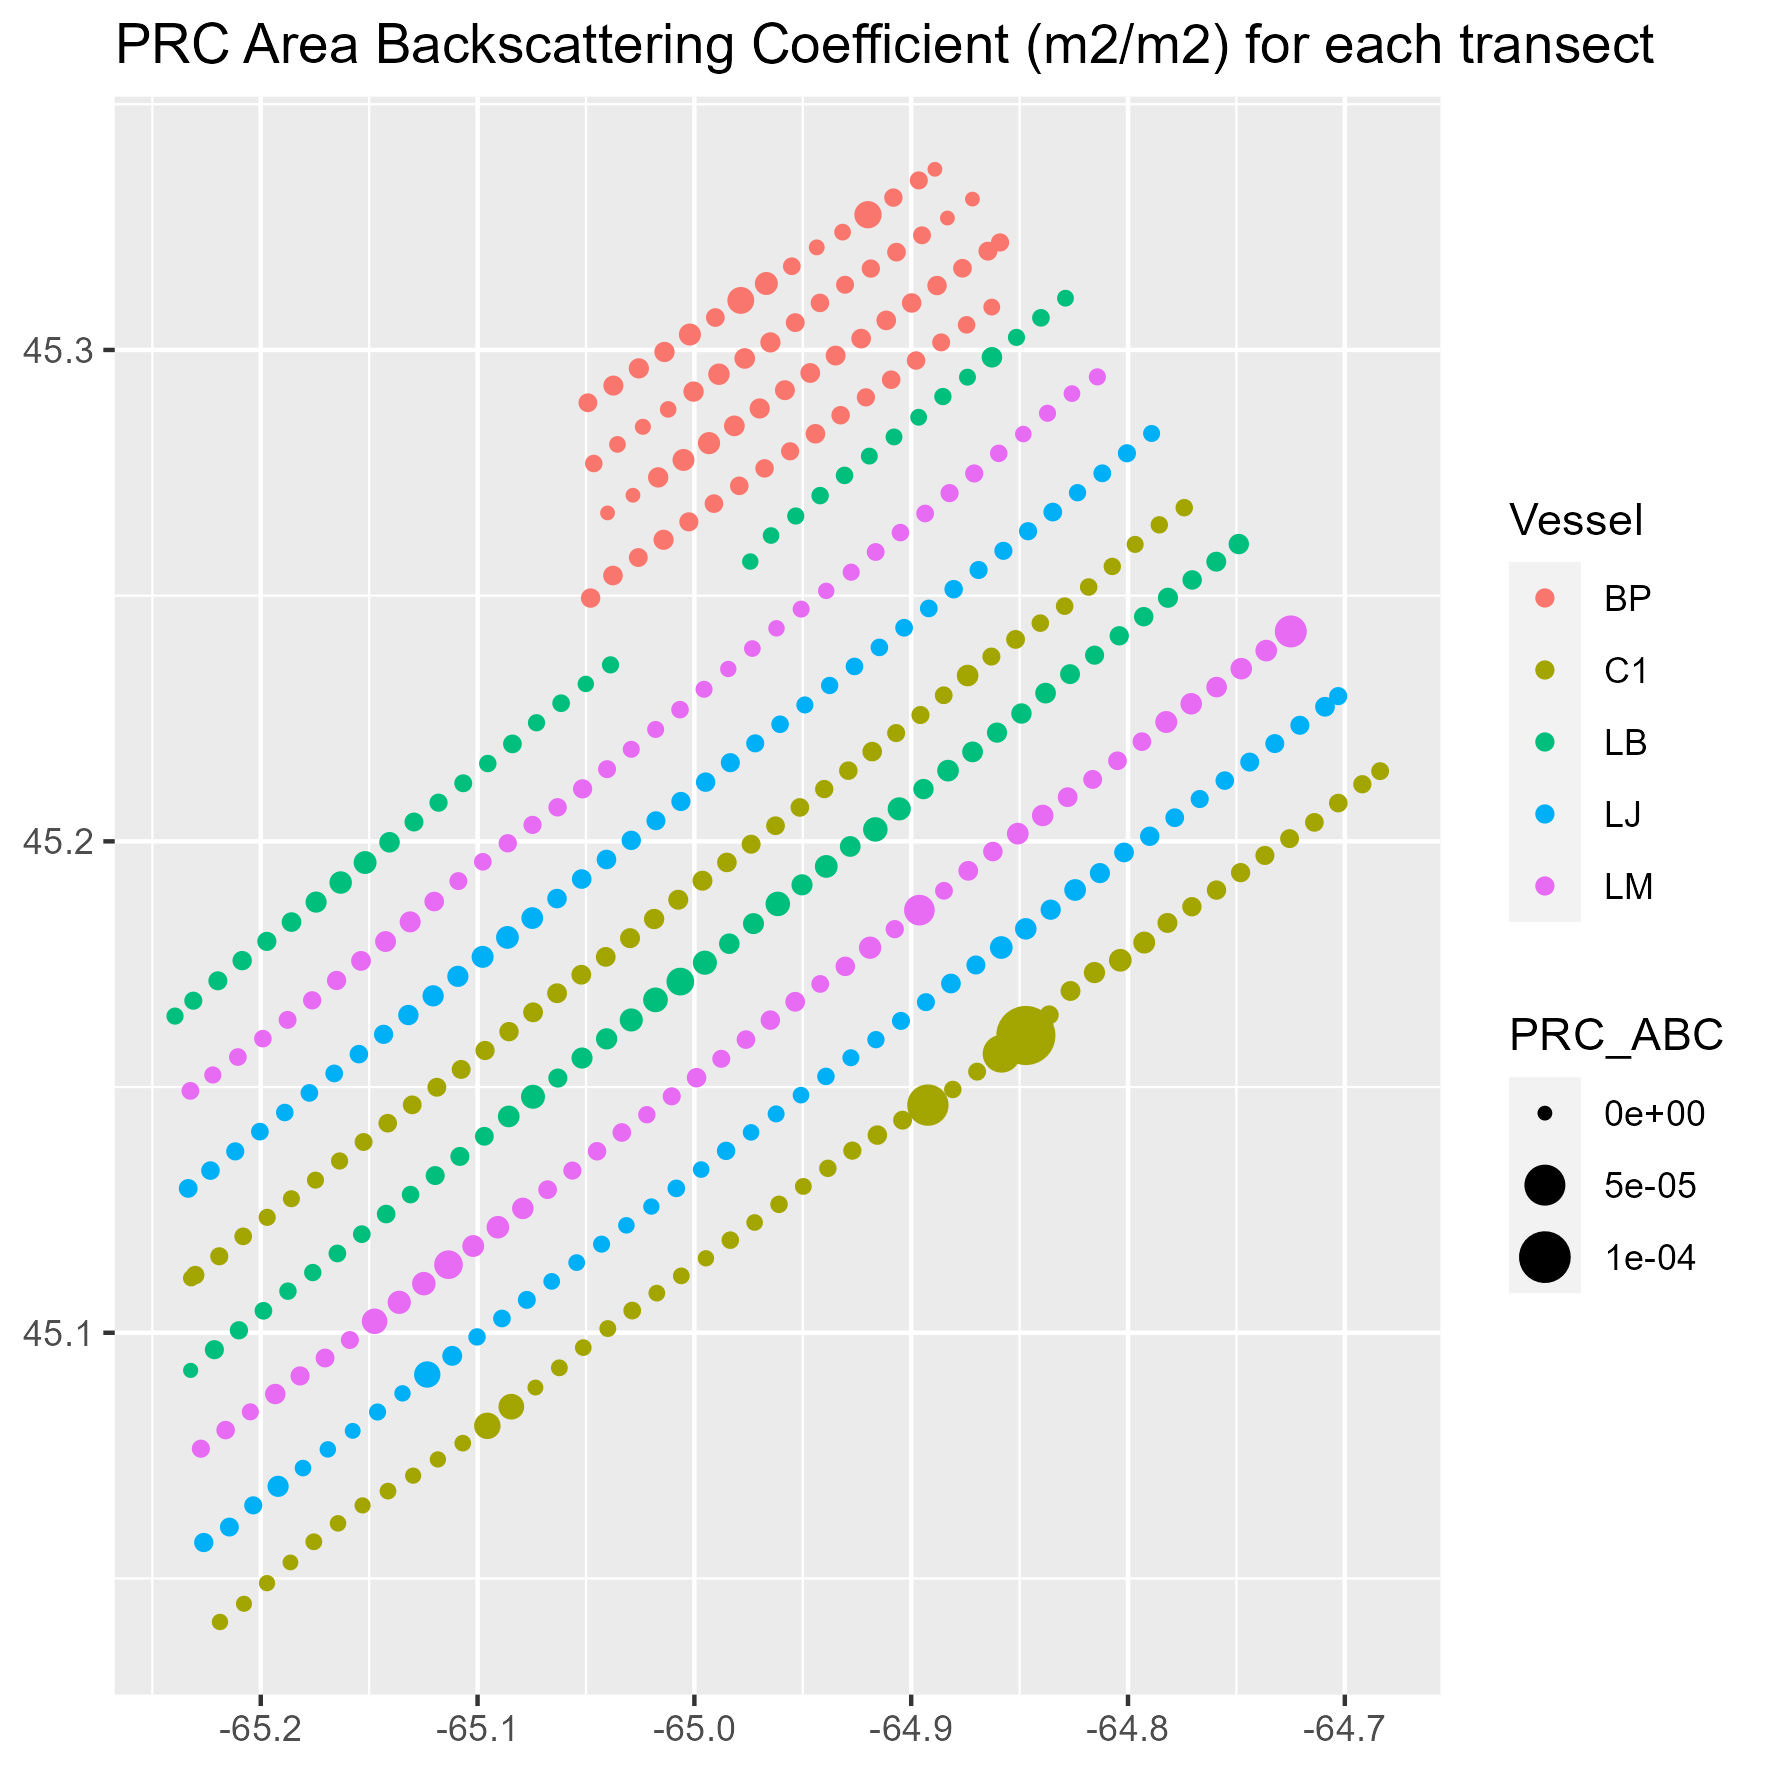 PRC Area Backscattering Coefficient (m2/m2) for each transect
45.3
45.2
45.1
-65.2
-65.1
-65.0
-64.9
-64.8
-64.7
Vessel
BP
C1
LB
LJ
LM
PRC_ABC
0e+00
5e-05
1e-04